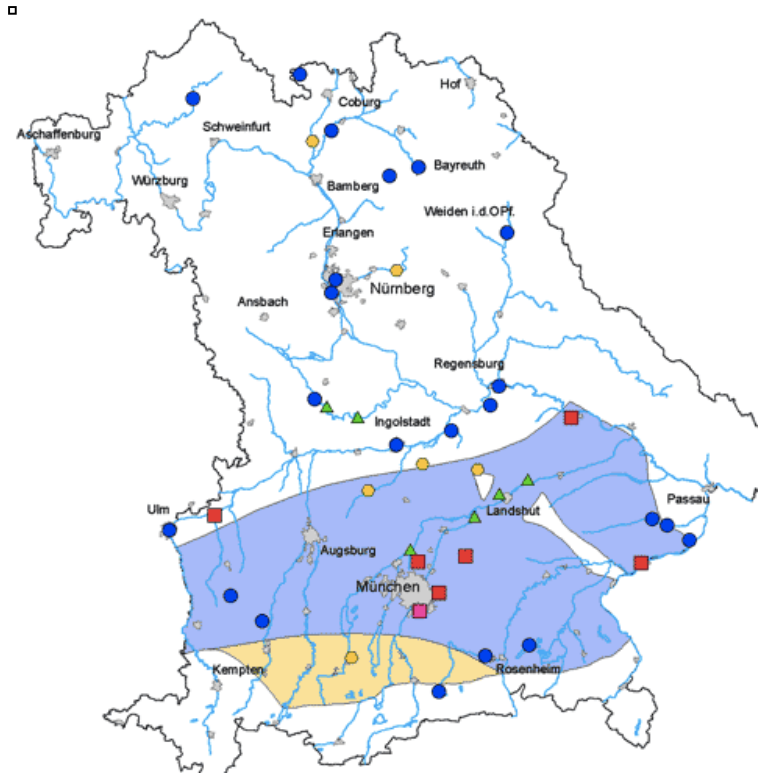 Hof
Coburg
Schweinfurt
Aschaffenburg
Bayreuth
Würzburg
Bamberg
Weiden i.d.OPf.
Erlangen
Nürnberg
Ansbach
Regensburg
Ingolstadt
Passau
Ulm
Landshut
Augsburg
München
Kempten
Rosenheim